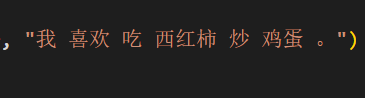 , "我 喜欢 吃 西红柿 炒 鸡蛋 。")